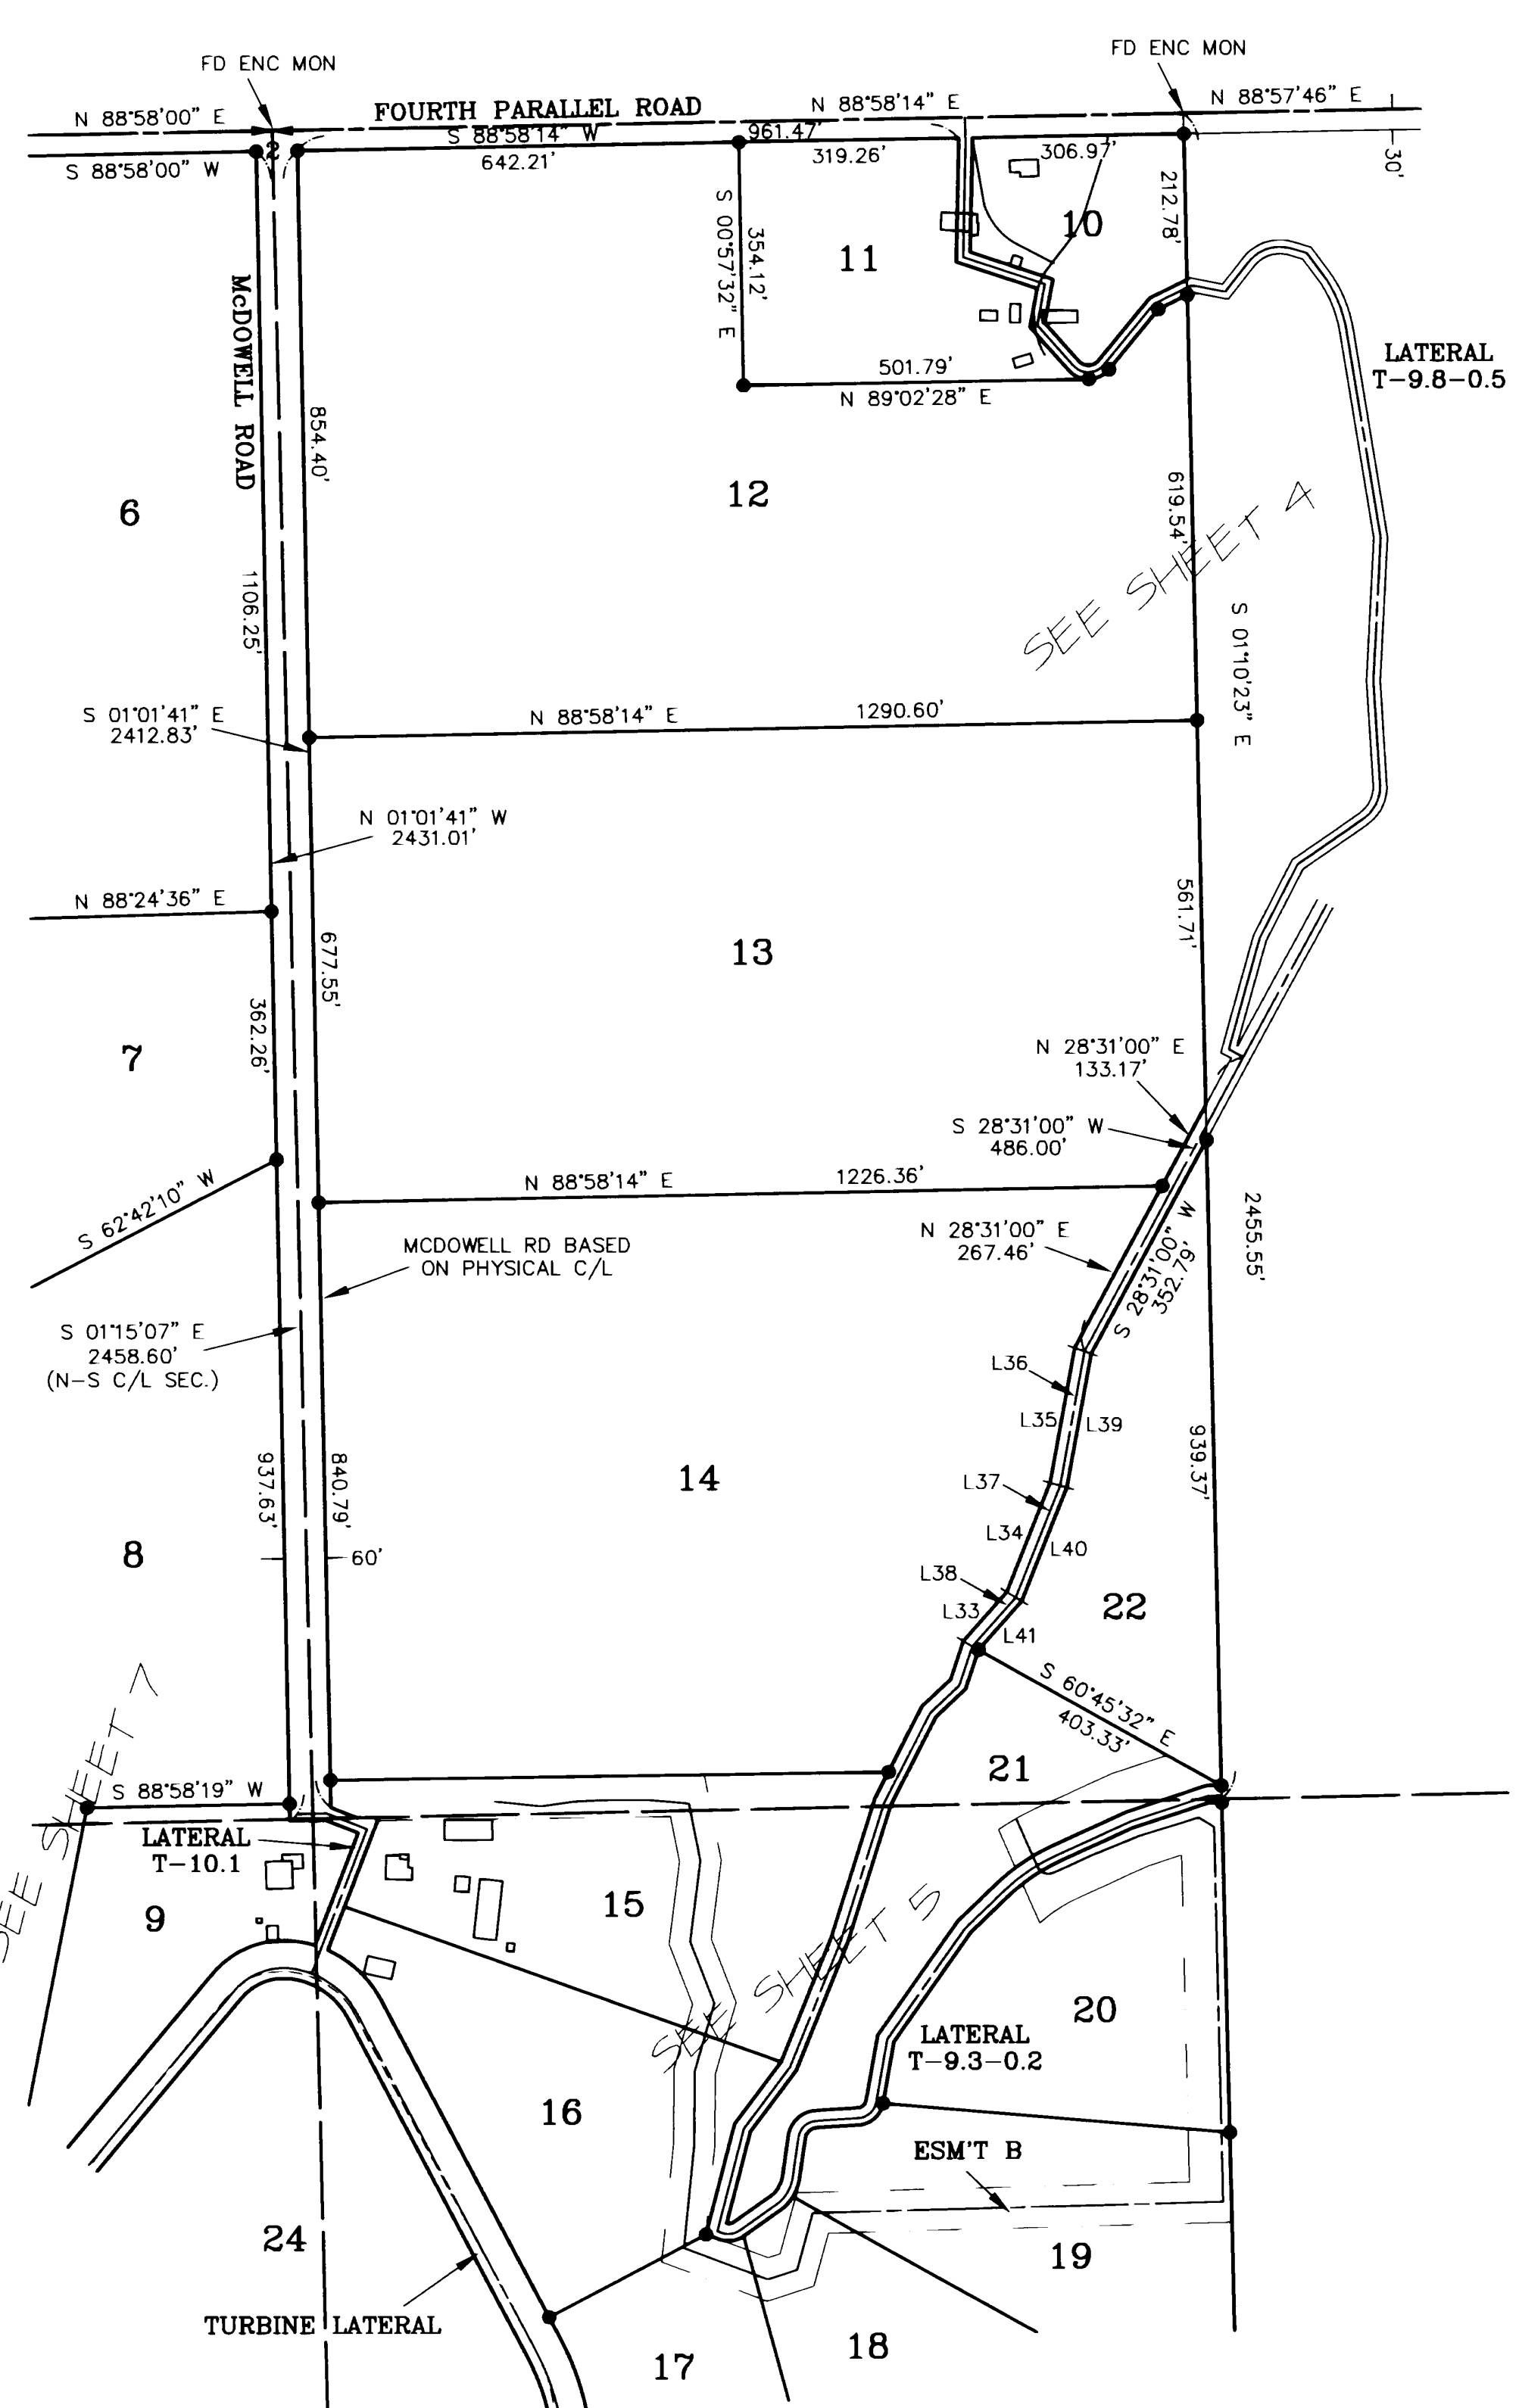 FD ENC MON
FD ENC MON
N 88°58'00" E
FOURTH PARALLEL ROAD
N 88°58'14" E
N 88°57'46" E
S 88°58'14" W
961.47'
2
S 88°58'00" W
642.21'
319.26'
306.97'
30'
212.78'
S 00°57'32" E
354.12'
10
11
McDOWELL ROAD
LATERAL
T-9.8-0.5
501.79'
N 89°02'28" E
854.40'
6
12
619.54'
SEE SHEET 4
1106.25'
S 01°10'23" E
S 01°01'41" E
2412.83'
N 88°58'14" E
1290.60'
N 01°01'41" W
2431.01'
N 88°24'36" E
561.71'
677.55'
13
362.26'
7
N 28°31'00" E
133.17'
S 28°31'00" W
486.00'
N 88°58'14" E
1226.36'
S 62°42'10" W
2455.55'
MCDOWELL RD BASED
ON PHYSICAL C/L
N 28°31'00" E
267.46'
S 28°31'00" W
352.79'
S 01°15'07" E
2458.60'
(N-S C/L SEC.)
L36
L35
L39
937.63'
840.79'
939.37'
14
L37
L34
L40
8
60'
L38
L33
L41
22
S 60°45'32" E
403.33'
SEE SHEET 7
21
S 88°58'19" W
LATERAL
T-10.1
15
9
SEE SHEET 5
20
LATERAL
T-9.3-0.2
16
ESM'T B
24
19
TURBINE LATERAL
18
17